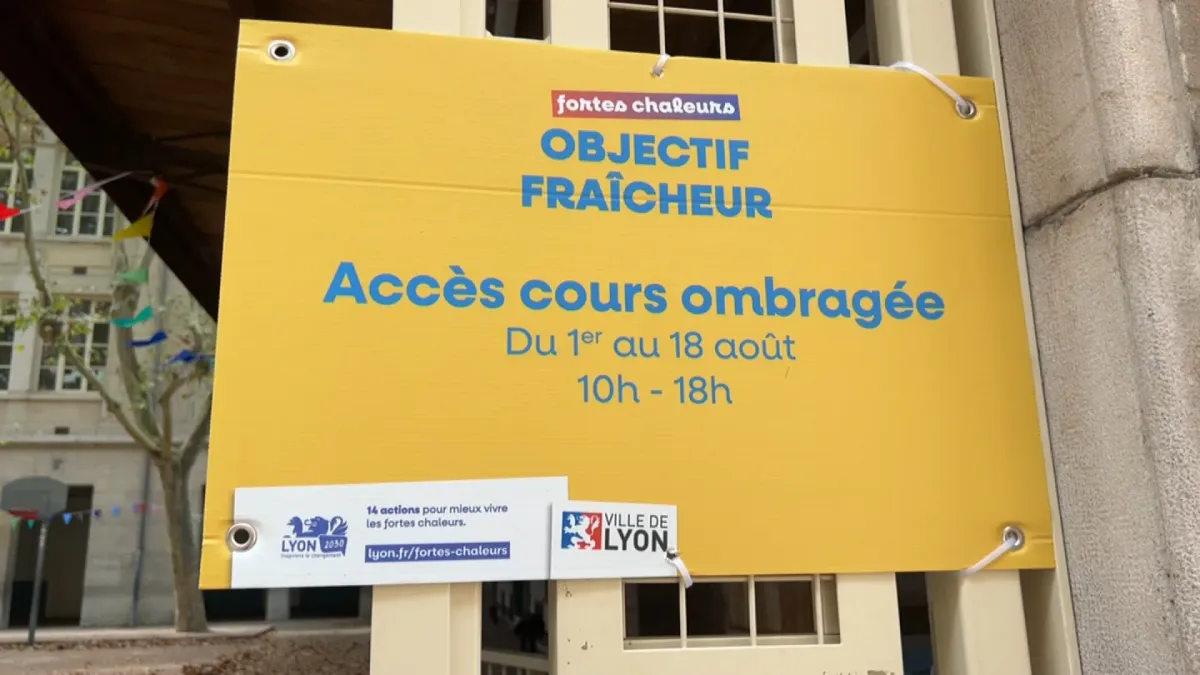 fortes chaleurs
OBJECTIF
FRAÎCHEUR
Accès cours ombragée
Du 1er au 18 août
10h - 18h
14 actions pour mieux vivre
les fortes chaleurs.
lyon.fr/fortes-chaleurs
LYON 2030
VILLE DE
LYON